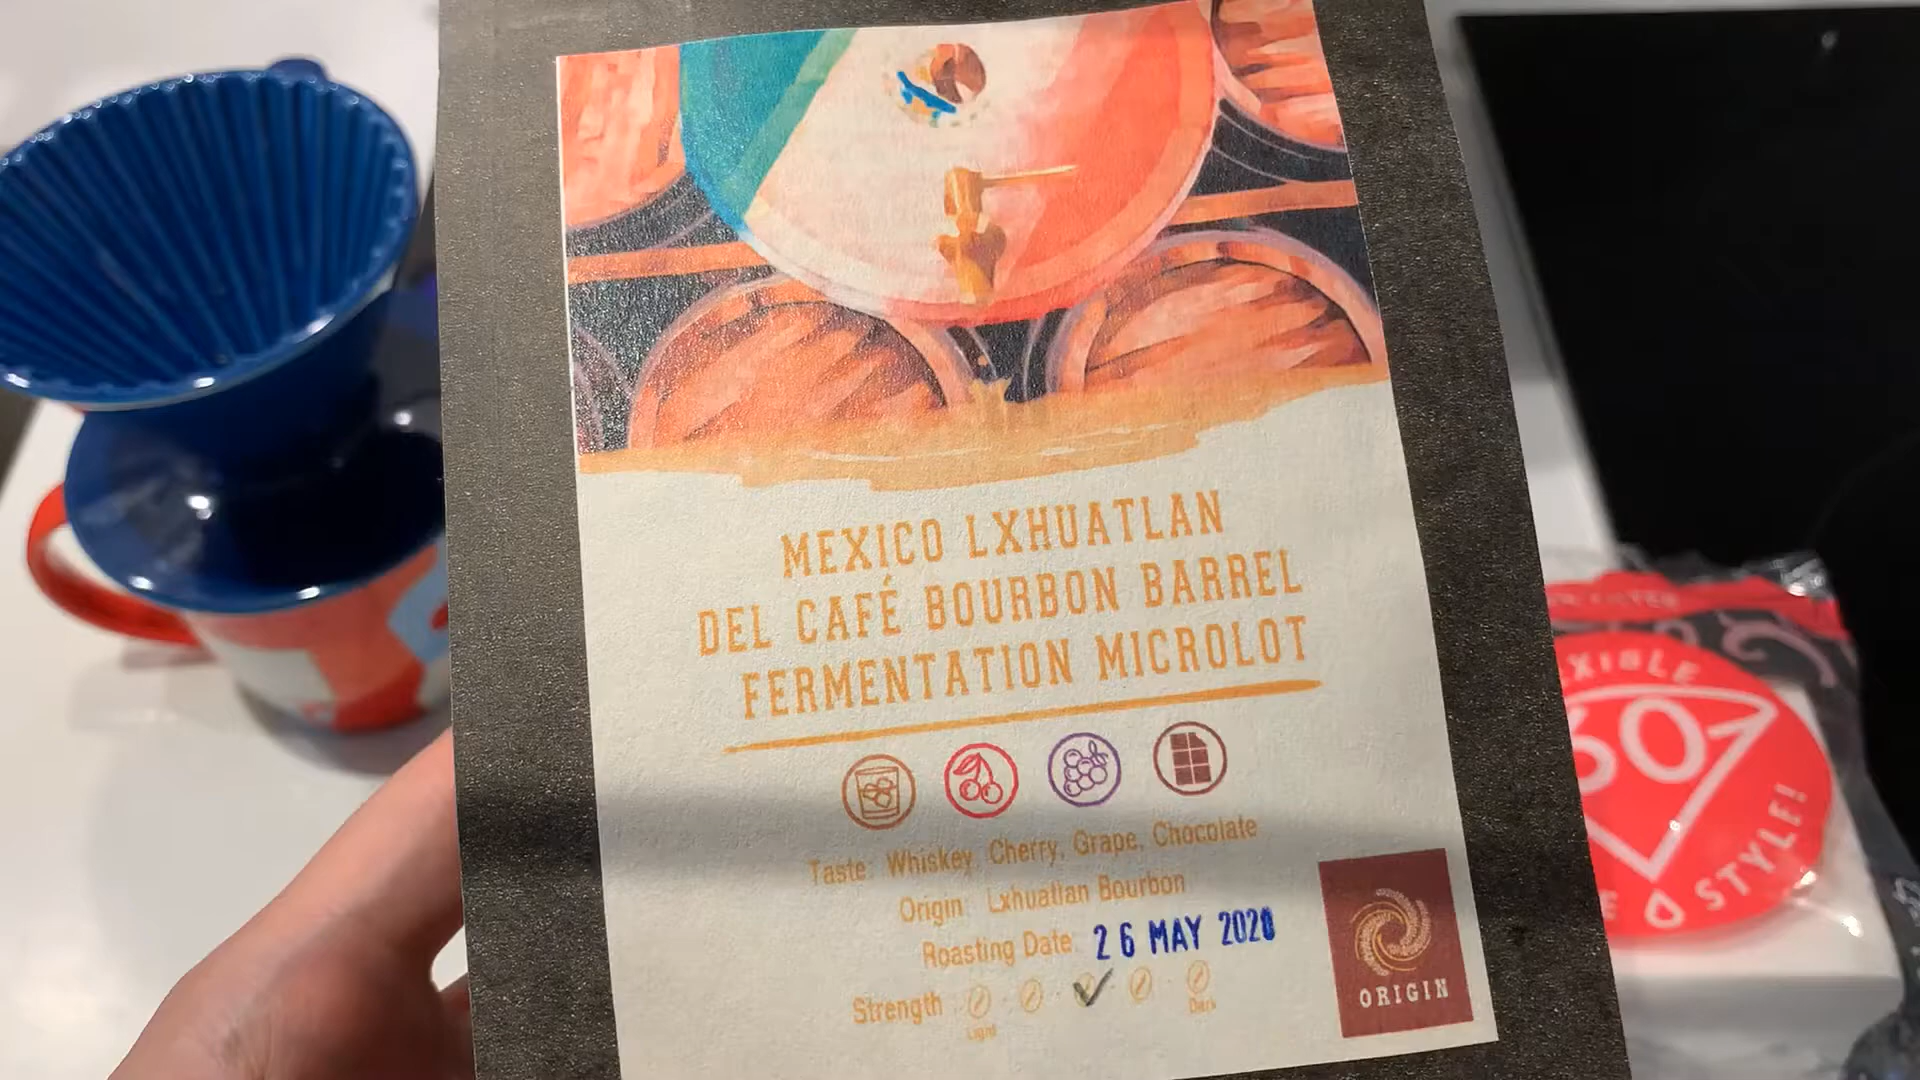 MEXICO LXHUATLAN
DEL CAFÉ BOURBON BARREL
FERMENTATION MICROLOT
Taste: Whiskey, Cherry, Grape, Chocolate
Origin: Lxhuatlan Bourbon
Roasting Date: 26 MAY 2020
Strength
Light
Dark
ORIGIN
60
STYLE!